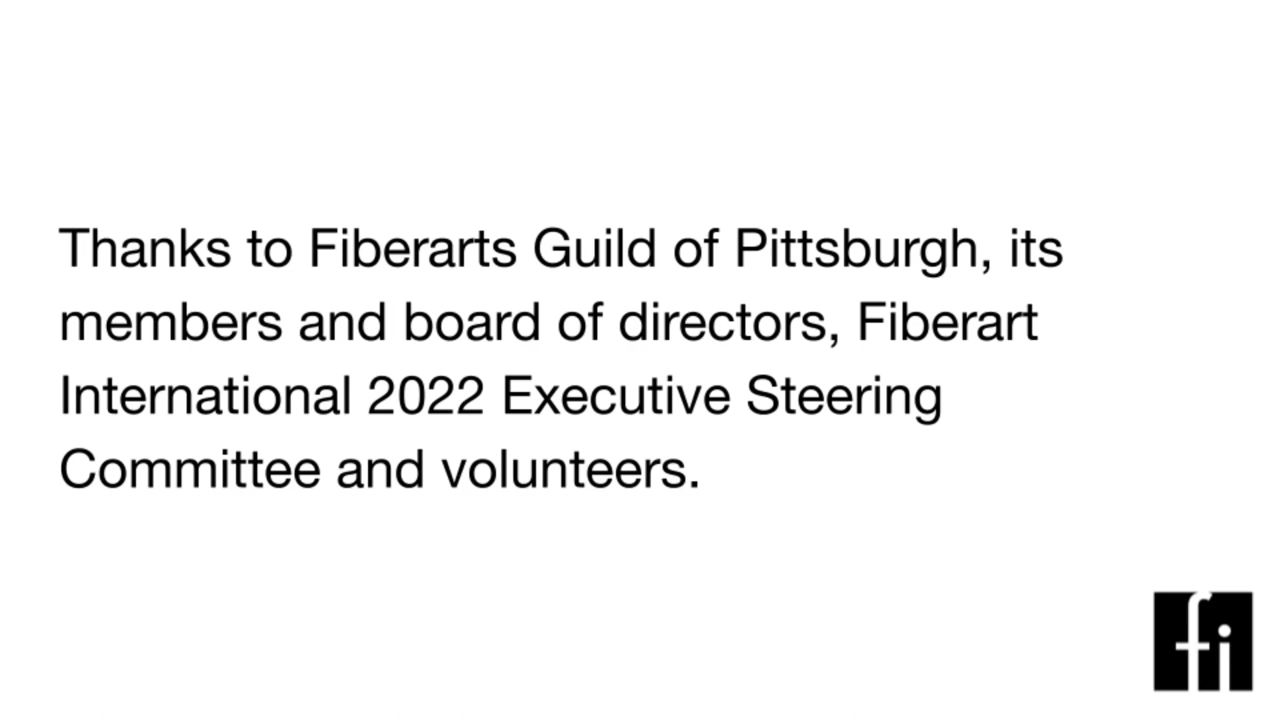 Thanks to Fiberarts Guild of Pittsburgh, its
members and board of directors, Fiberart
International 2022 Executive Steering
Committee and volunteers.
fi